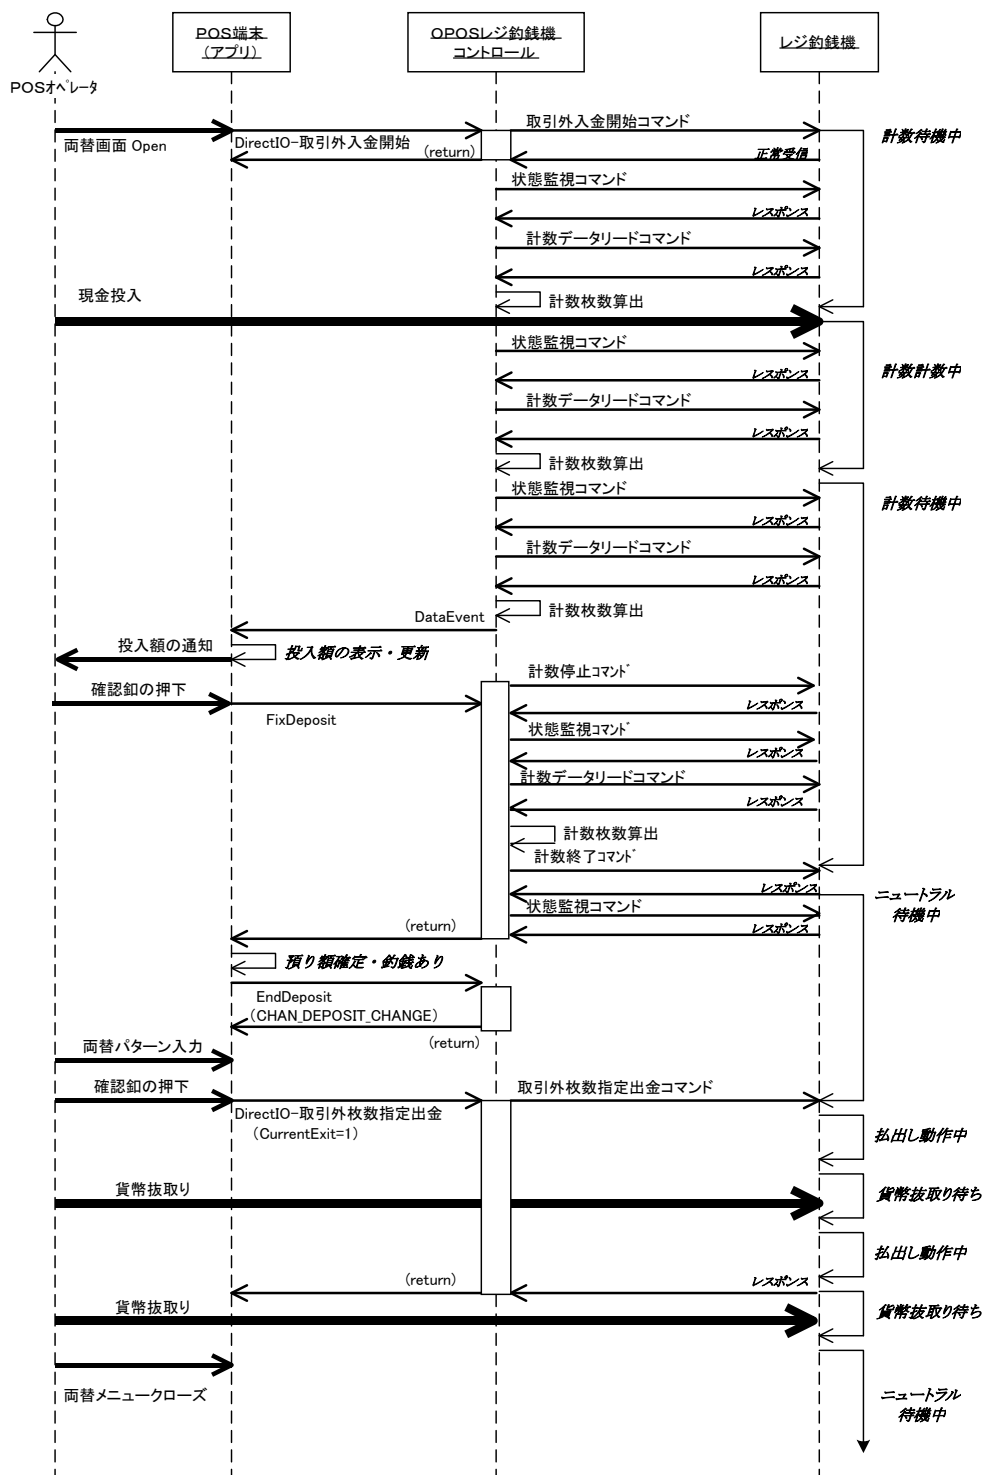 POS端末
（アプリ）
OPOSレジ釣銭機
コントロール
レジ釣銭機
POSオペレータ
取引外入金開始コマンド
両替画面 Open
DirectIO-取引外入金開始
(return)
正常受信
計数待機中
状態監視コマンド
レスポンス
計数データリードコマンド
レスポンス
現金投入
計数枚数算出
状態監視コマンド
レスポンス
計数計数中
計数データリードコマンド
レスポンス
計数枚数算出
状態監視コマンド
計数待機中
レスポンス
計数データリードコマンド
レスポンス
計数枚数算出
DataEvent
投入額の通知
投入額の表示・更新
計数停止コマンド
確認釦の押下
レスポンス
FixDeposit
状態監視コマンド
レスポンス
計数データリードコマンド
レスポンス
計数枚数算出
計数終了コマンド
レスポンス
ニュートラル
待機中
状態監視コマンド
(return)
レスポンス
預り額確定・釣銭あり
EndDeposit
（CHAN_DEPOSIT_CHANGE）
(return)
両替パターン入力
確認釦の押下
取引外枚数指定出金コマンド
DirectIO-取引外枚数指定出金
（CurrentExit=1）
払出し動作中
貨幣抜取り
貨幣抜取り待ち
払出し動作中
(return)
レスポンス
貨幣抜取り
貨幣抜取り待ち
両替メニュークローズ
ニュートラル
待機中